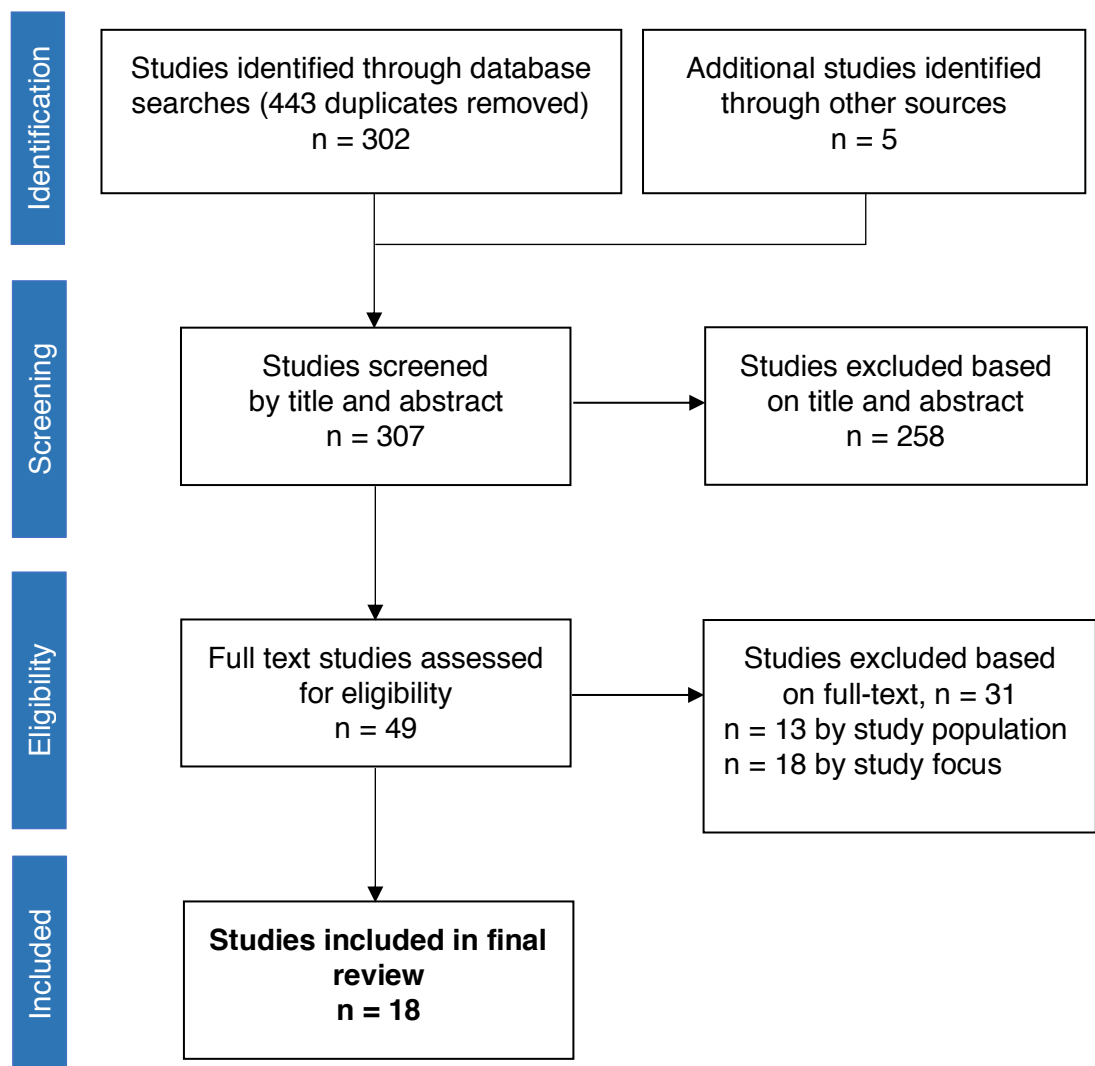 Identification
Studies identified through database
searches (443 duplicates removed)
n = 302
Additional studies identified
through other sources
n = 5
Screening
Studies screened
by title and abstract
n = 307
Studies excluded based
on title and abstract
n = 258
Eligibility
Full text studies assessed
for eligibility
n = 49
Studies excluded based
on full-text, n = 31
n = 13 by study population
n = 18 by study focus
Included
Studies included in final
review
n = 18